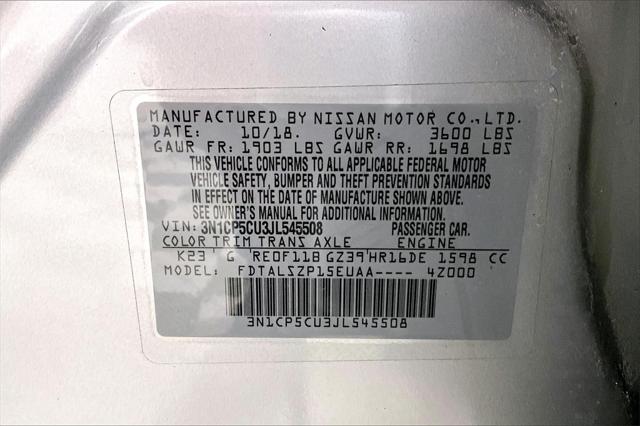 MANUFACTURED BY NISSAN MOTOR CO.,LTD.
DATE: 10/18. GVWR: 3600 LBS
GAWR FR: 1903 LBS GAWR RR: 1698 LBS
THIS VEHICLE CONFORMS TO ALL APPLICABLE FEDERAL MOTOR
VEHICLE SAFETY, BUMPER AND THEFT PREVENTION STANDARDS
IN EFFECT ON THE DATE OF MANUFACTURE SHOWN ABOVE.
SEE OWNER'S MANUAL FOR ADDITIONAL INFORMATION.
VIN: 3N1CP5CU3JL545508 PASSENGER CAR.
COLOR TRIM TRANS AXLE ENGINE
K23 G RE0F11B GZ39 HR16DE 1598 CC
MODEL: FDTALSZP15EUAA---- 4Z000
3N1CP5CU3JL545508